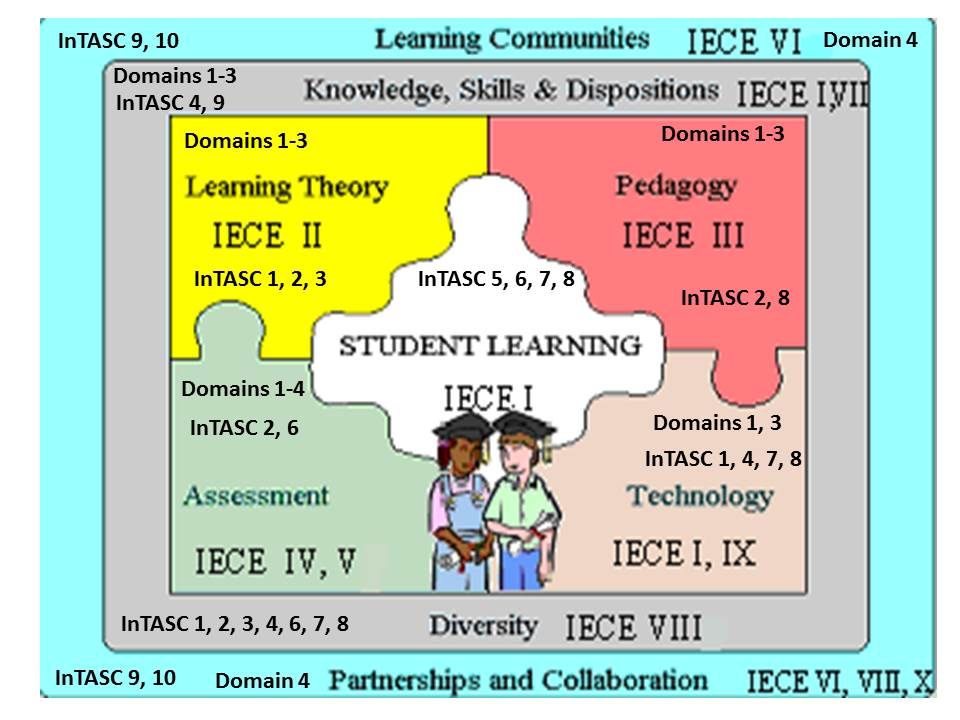 InTASC 9, 10 Learning Communities IECE VI Domain 4
Domains 1-3
InTASC 4, 9
Knowledge, Skills & Dispositions IECE I,VII
Domains 1-3
Learning Theory
IECE II
InTASC 1, 2, 3
Domains 1-3
Pedagogy
IECE III
InTASC 2, 8
InTASC 5, 6, 7, 8
STUDENT LEARNING
IECE I
Domains 1-4
InTASC 2, 6
Assessment
IECE IV, V
Domains 1, 3
InTASC 1, 4, 7, 8
Technology
IECE I, IX
InTASC 1, 2, 3, 4, 6, 7, 8 Diversity IECE VIII
InTASC 9, 10 Domain 4 Partnerships and Collaboration IECE VI, VIII, X